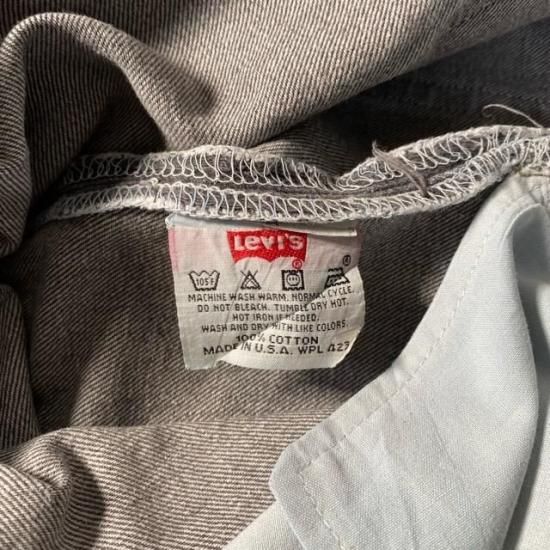 Levi's
®
105F
MACHINE WASH WARM. NORMAL CYCLE.
DO NOT BLEACH. TUMBLE DRY HOT.
HOT IRON IF NEEDED.
WASH AND DRY WITH LIKE COLORS.
100% COTTON
MADE IN U.S.A. WPL 423